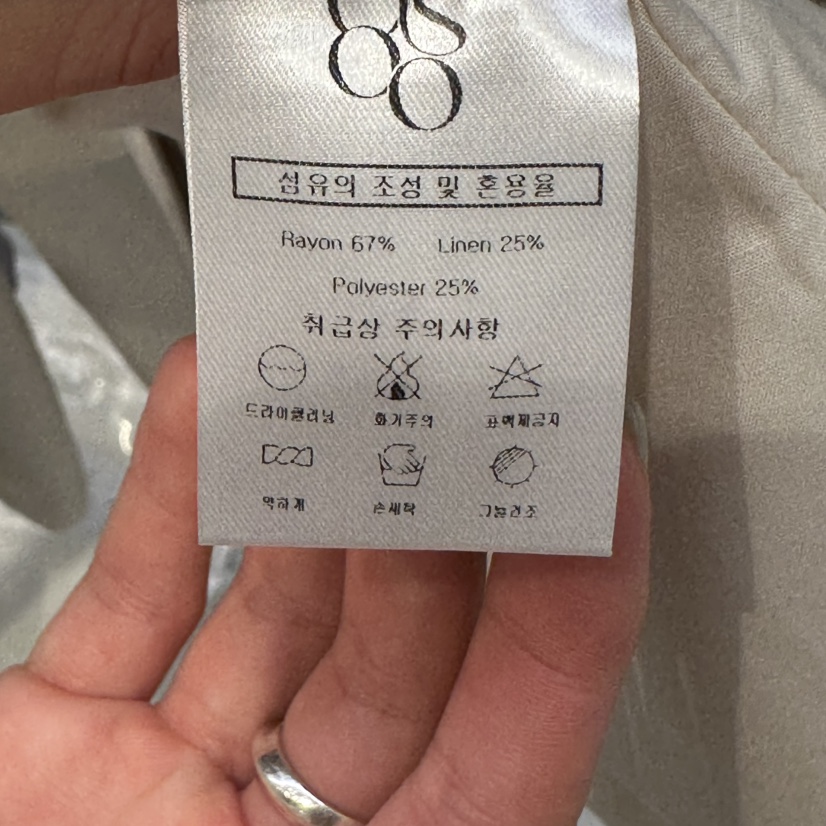 섬유의 조성 및 혼용율
Rayon 67% Linen 25%
Polyester 25%
취급상 주의사항
드라이클리닝 화기주의 표백제금지
약하게 손세탁 그늘건조